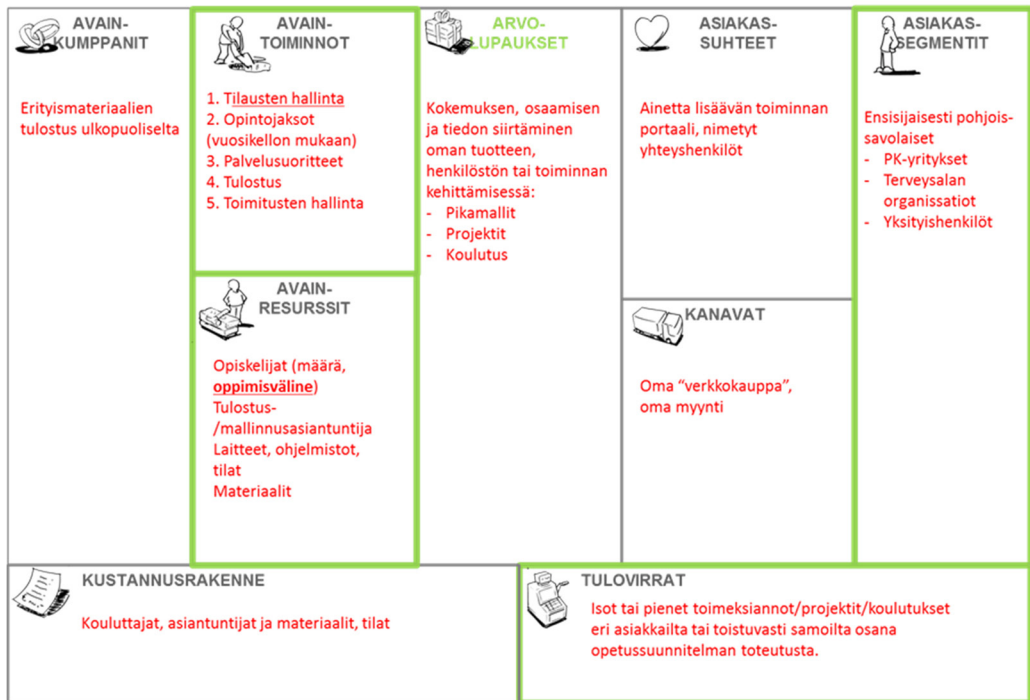 AVAIN-
KUMPPANIT
Erityismateriaalien
tulostus ulkopuoliselta
AVAIN-
TOIMINNOT
1. Tilausten hallinta
2. Opintojaksot
(vuosikellon mukaan)
3. Palvelusuoritteet
4. Tulostus
5. Toimitusten hallinta
AVAIN-
RESURSSIT
Opiskelijat (määrä,
oppimisväline)
Tulostus-
/mallinnusasiantuntija
Laitteet, ohjelmistot,
tilat
Materiaalit
ARVO-
LUPAUKSET
Kokemuksen, osaamisen
ja tiedon siirtäminen
oman tuotteen,
henkilöstön tai toiminnan
kehittämisessä:
- Pikamallit
- Projektit
- Koulutus
ASIAKAS-
SUHTEET
Ainetta lisäävän toiminnan
portaali, nimetyt
yhteyshenkilöt
KANAVAT
Oma “verkkokauppa”,
oma myynti
ASIAKAS-
SEGMENTIT
Ensisijaisesti pohjois-
savolaiset
- PK-yritykset
- Terveysalan
organissatiot
- Yksityishenkilöt
KUSTANNUSRAKENNE
Kouluttajat, asiantuntijat ja materiaalit, tilat
TULOVIRRAT
Isot tai pienet toimeksiannot/projektit/koulutukset
eri asiakkailta tai toistuvasti samoilta osana
opetussuunnitelman toteutusta.